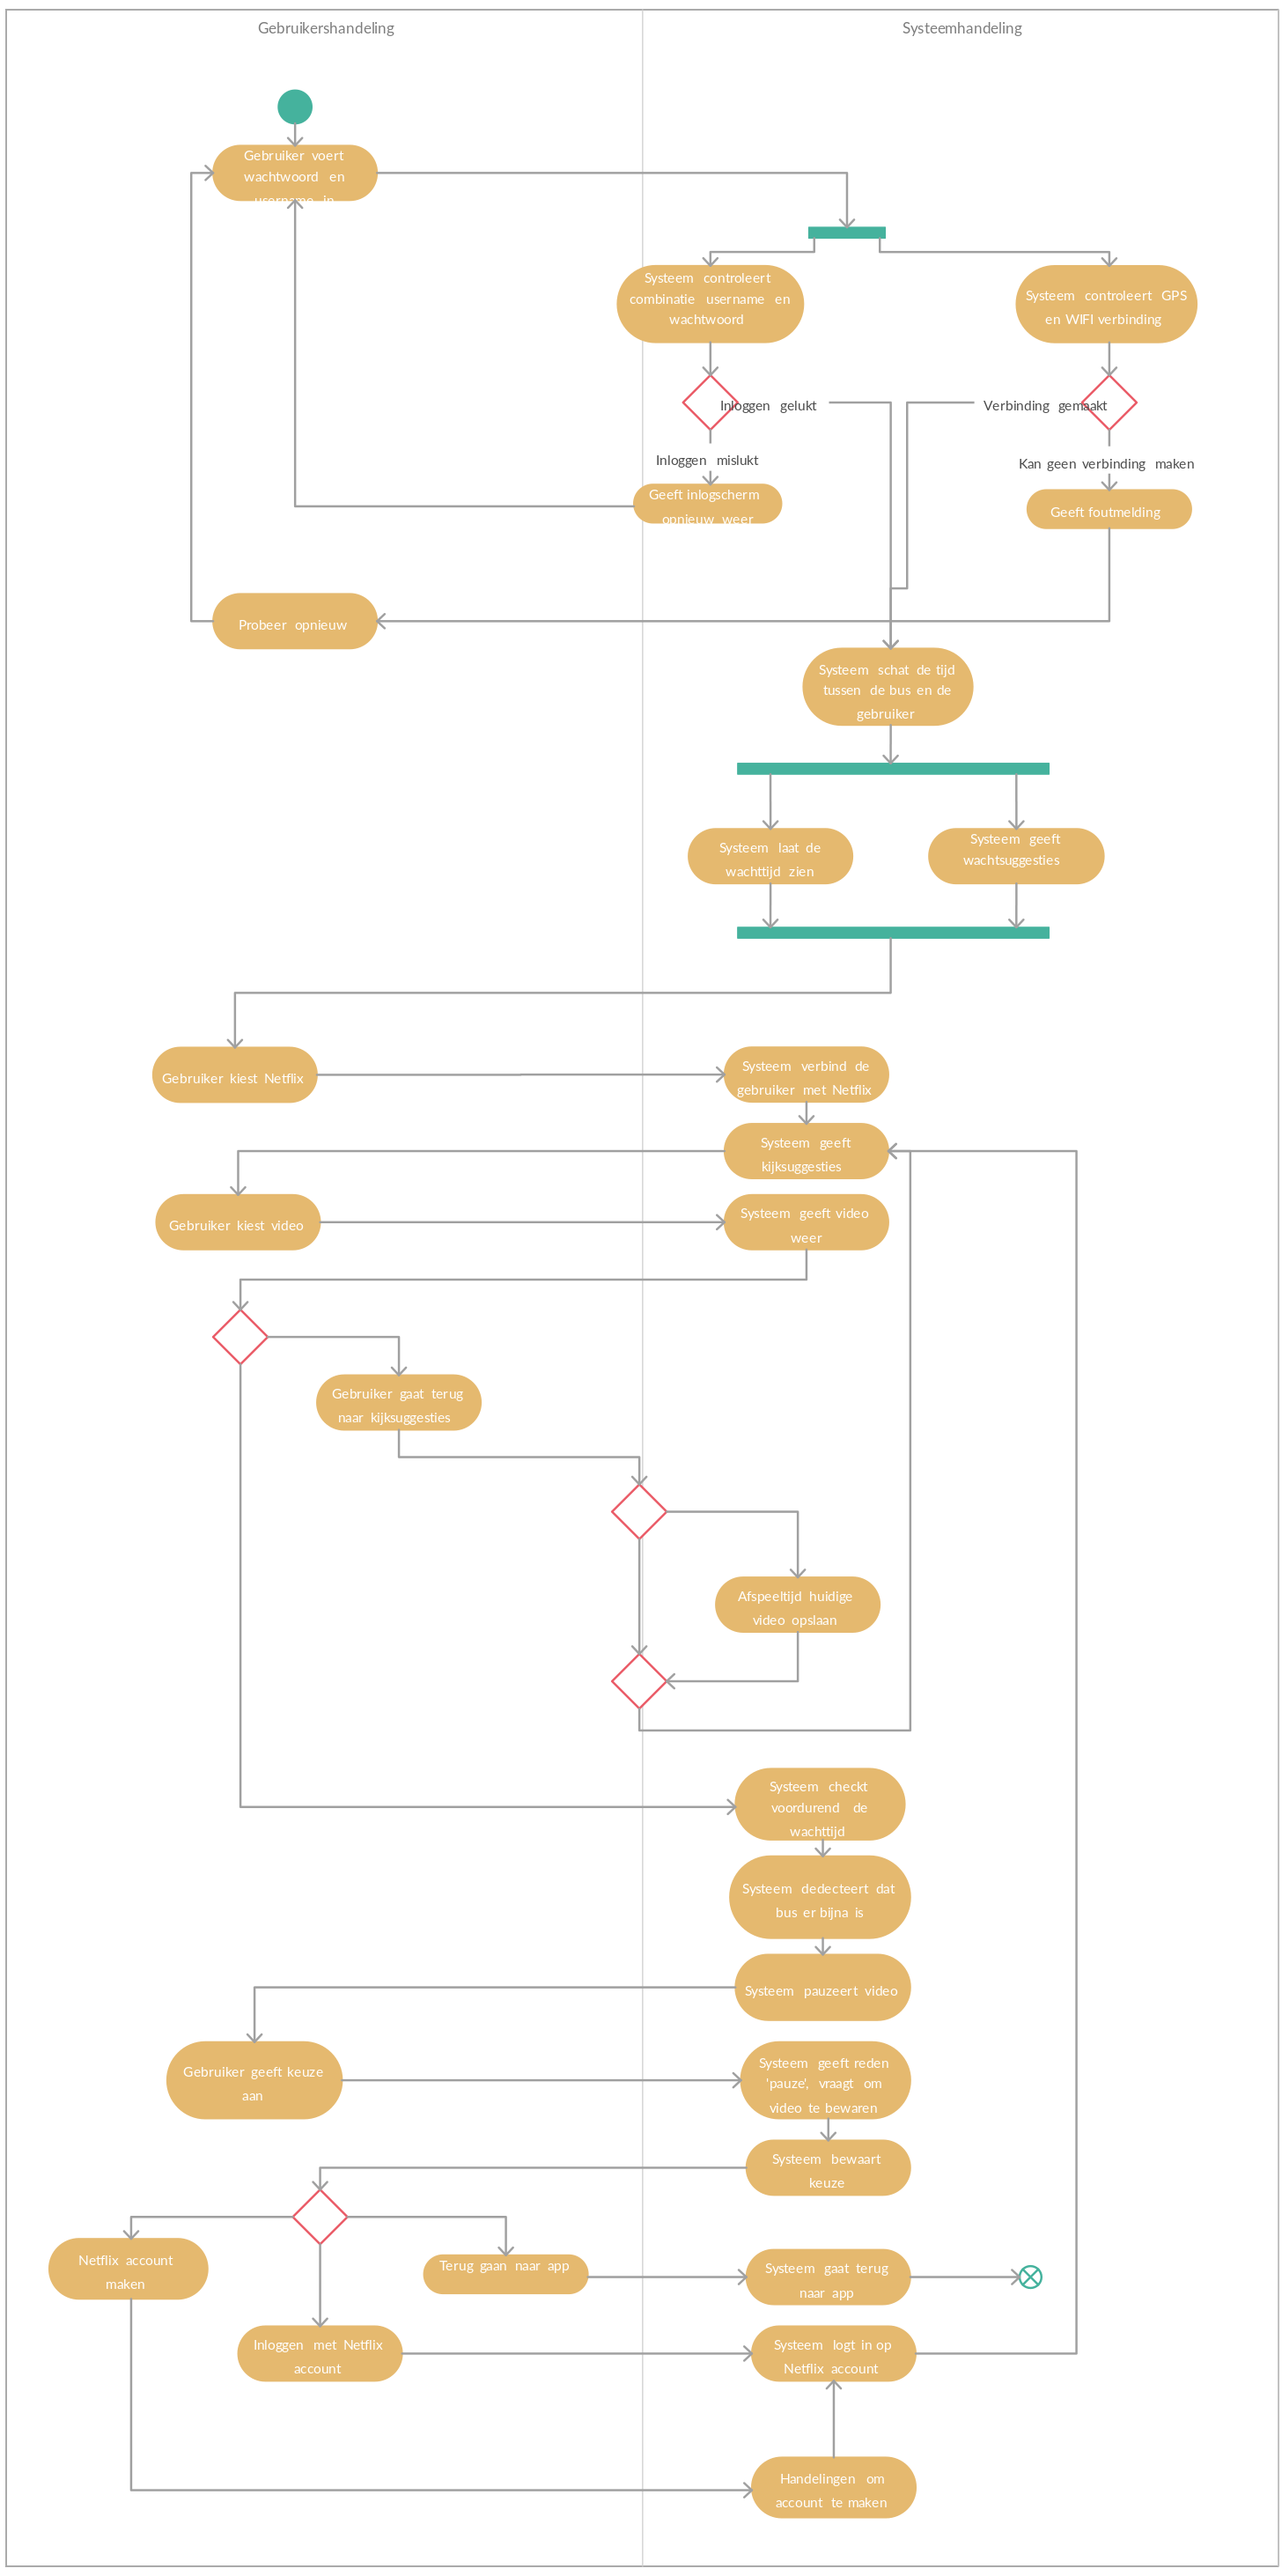 Gebruikershandeling
Systeemhandeling
Gebruiker voert
wachtwoord en
username in
Systeem controleert
combinatie username en
wachtwoord
Systeem controleert GPS
en WIFI verbinding
Inloggen gelukt
Verbinding gemaakt
Inloggen mislukt
Kan geen verbinding maken
Geeft inlogscherm
opnieuw weer
Geeft foutmelding
Probeer opnieuw
Systeem schat de tijd
tussen de bus en de
gebruiker
Systeem laat de
wachttijd zien
Systeem geeft
wachtsuggesties
Gebruiker kiest Netflix
Systeem verbind de
gebruiker met Netflix
Systeem geeft
kijksuggesties
Gebruiker kiest video
Systeem geeft video
weer
Gebruiker gaat terug
naar kijksuggesties
Afspeeltijd huidige
video opslaan
Systeem checkt
voordurend de
wachttijd
Systeem dedecteert dat
bus er bijna is
Systeem pauzeert video
Gebruiker geeft keuze
aan
Systeem geeft reden
'pauze', vraagt om
video te bewaren
Systeem bewaart
keuze
Netflix account
maken
Terug gaan naar app
Systeem gaat terug
naar app
Inloggen met Netflix
account
Systeem logt in op
Netflix account
Handelingen om
account te maken